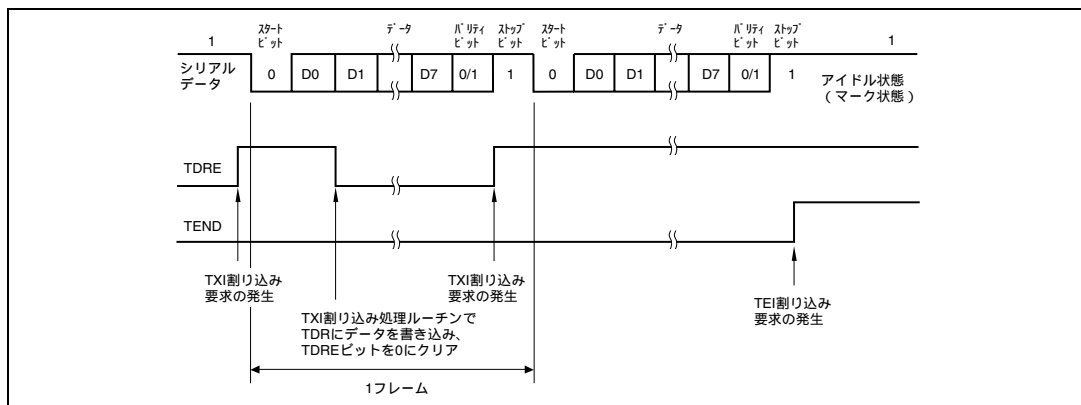 スタート ビット データ パリティ ビット ストップ ビット スタート ビット データ パリティ ビット ストップ ビット
1 1
シリアル データ 0 D0 D1 D7 0/1 1 0 D0 D1 D7 0/1 1 アイドル状態
(マーク状態)
TDRE
TEND
TXI割り込み
要求の発生
TXI割り込み処理ルーチンで
TDRにデータを書き込み、
TDREビットを0にクリア
TXI割り込み
要求の発生
TEI割り込み
要求の発生
1フレーム